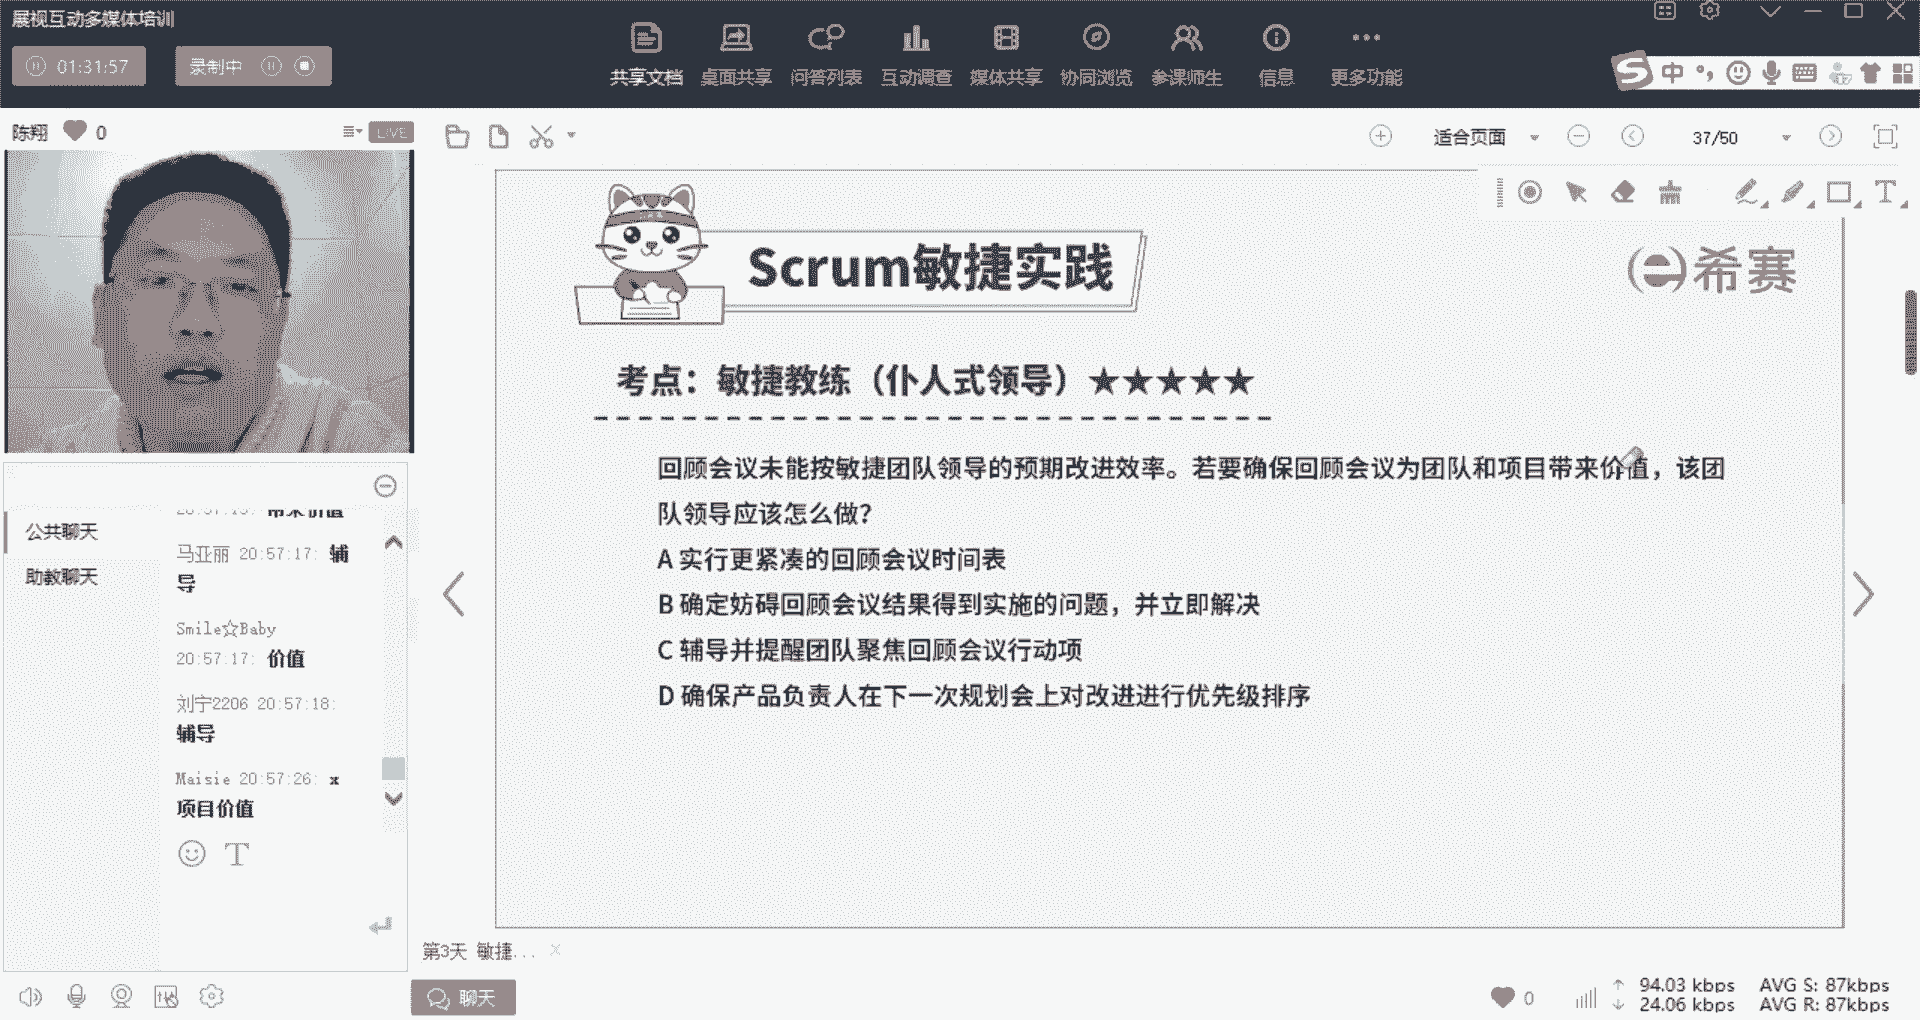 展视互动多媒体培训
01:31:57
录制中
共享文档
桌面共享
问答列表
互动调查
媒体共享
协同浏览
参课师生
信息
更多功能
中
陈翔
0
LIVE
适合页面
37/50
公共聊天
助教聊天
带来价值
马亚丽 20:57:17: 辅
导
Smile☆Baby
20:57:17: 价值
刘宁2206 20:57:18:
辅导
Maisie 20:57:26: x
项目价值
Scrum敏捷实践
希赛
考点：敏捷教练（仆人式领导）★★★★★
回顾会议未能按敏捷团队领导的预期改进效率。若要确保回顾会议为团队和项目带来价值，该团
队领导应该怎么做？
A 实行更紧凑的回顾会议时间表
B 确定妨碍回顾会议结果得到实施的问题，并立即解决
C 辅导并提醒团队聚焦回顾会议行动项
D 确保产品负责人在下一次规划会上对改进进行优先级排序
第3天 敏捷...
聊天
0
94.03 kbps
AVG S: 87kbps
24.06 kbps
AVG R: 87kbps